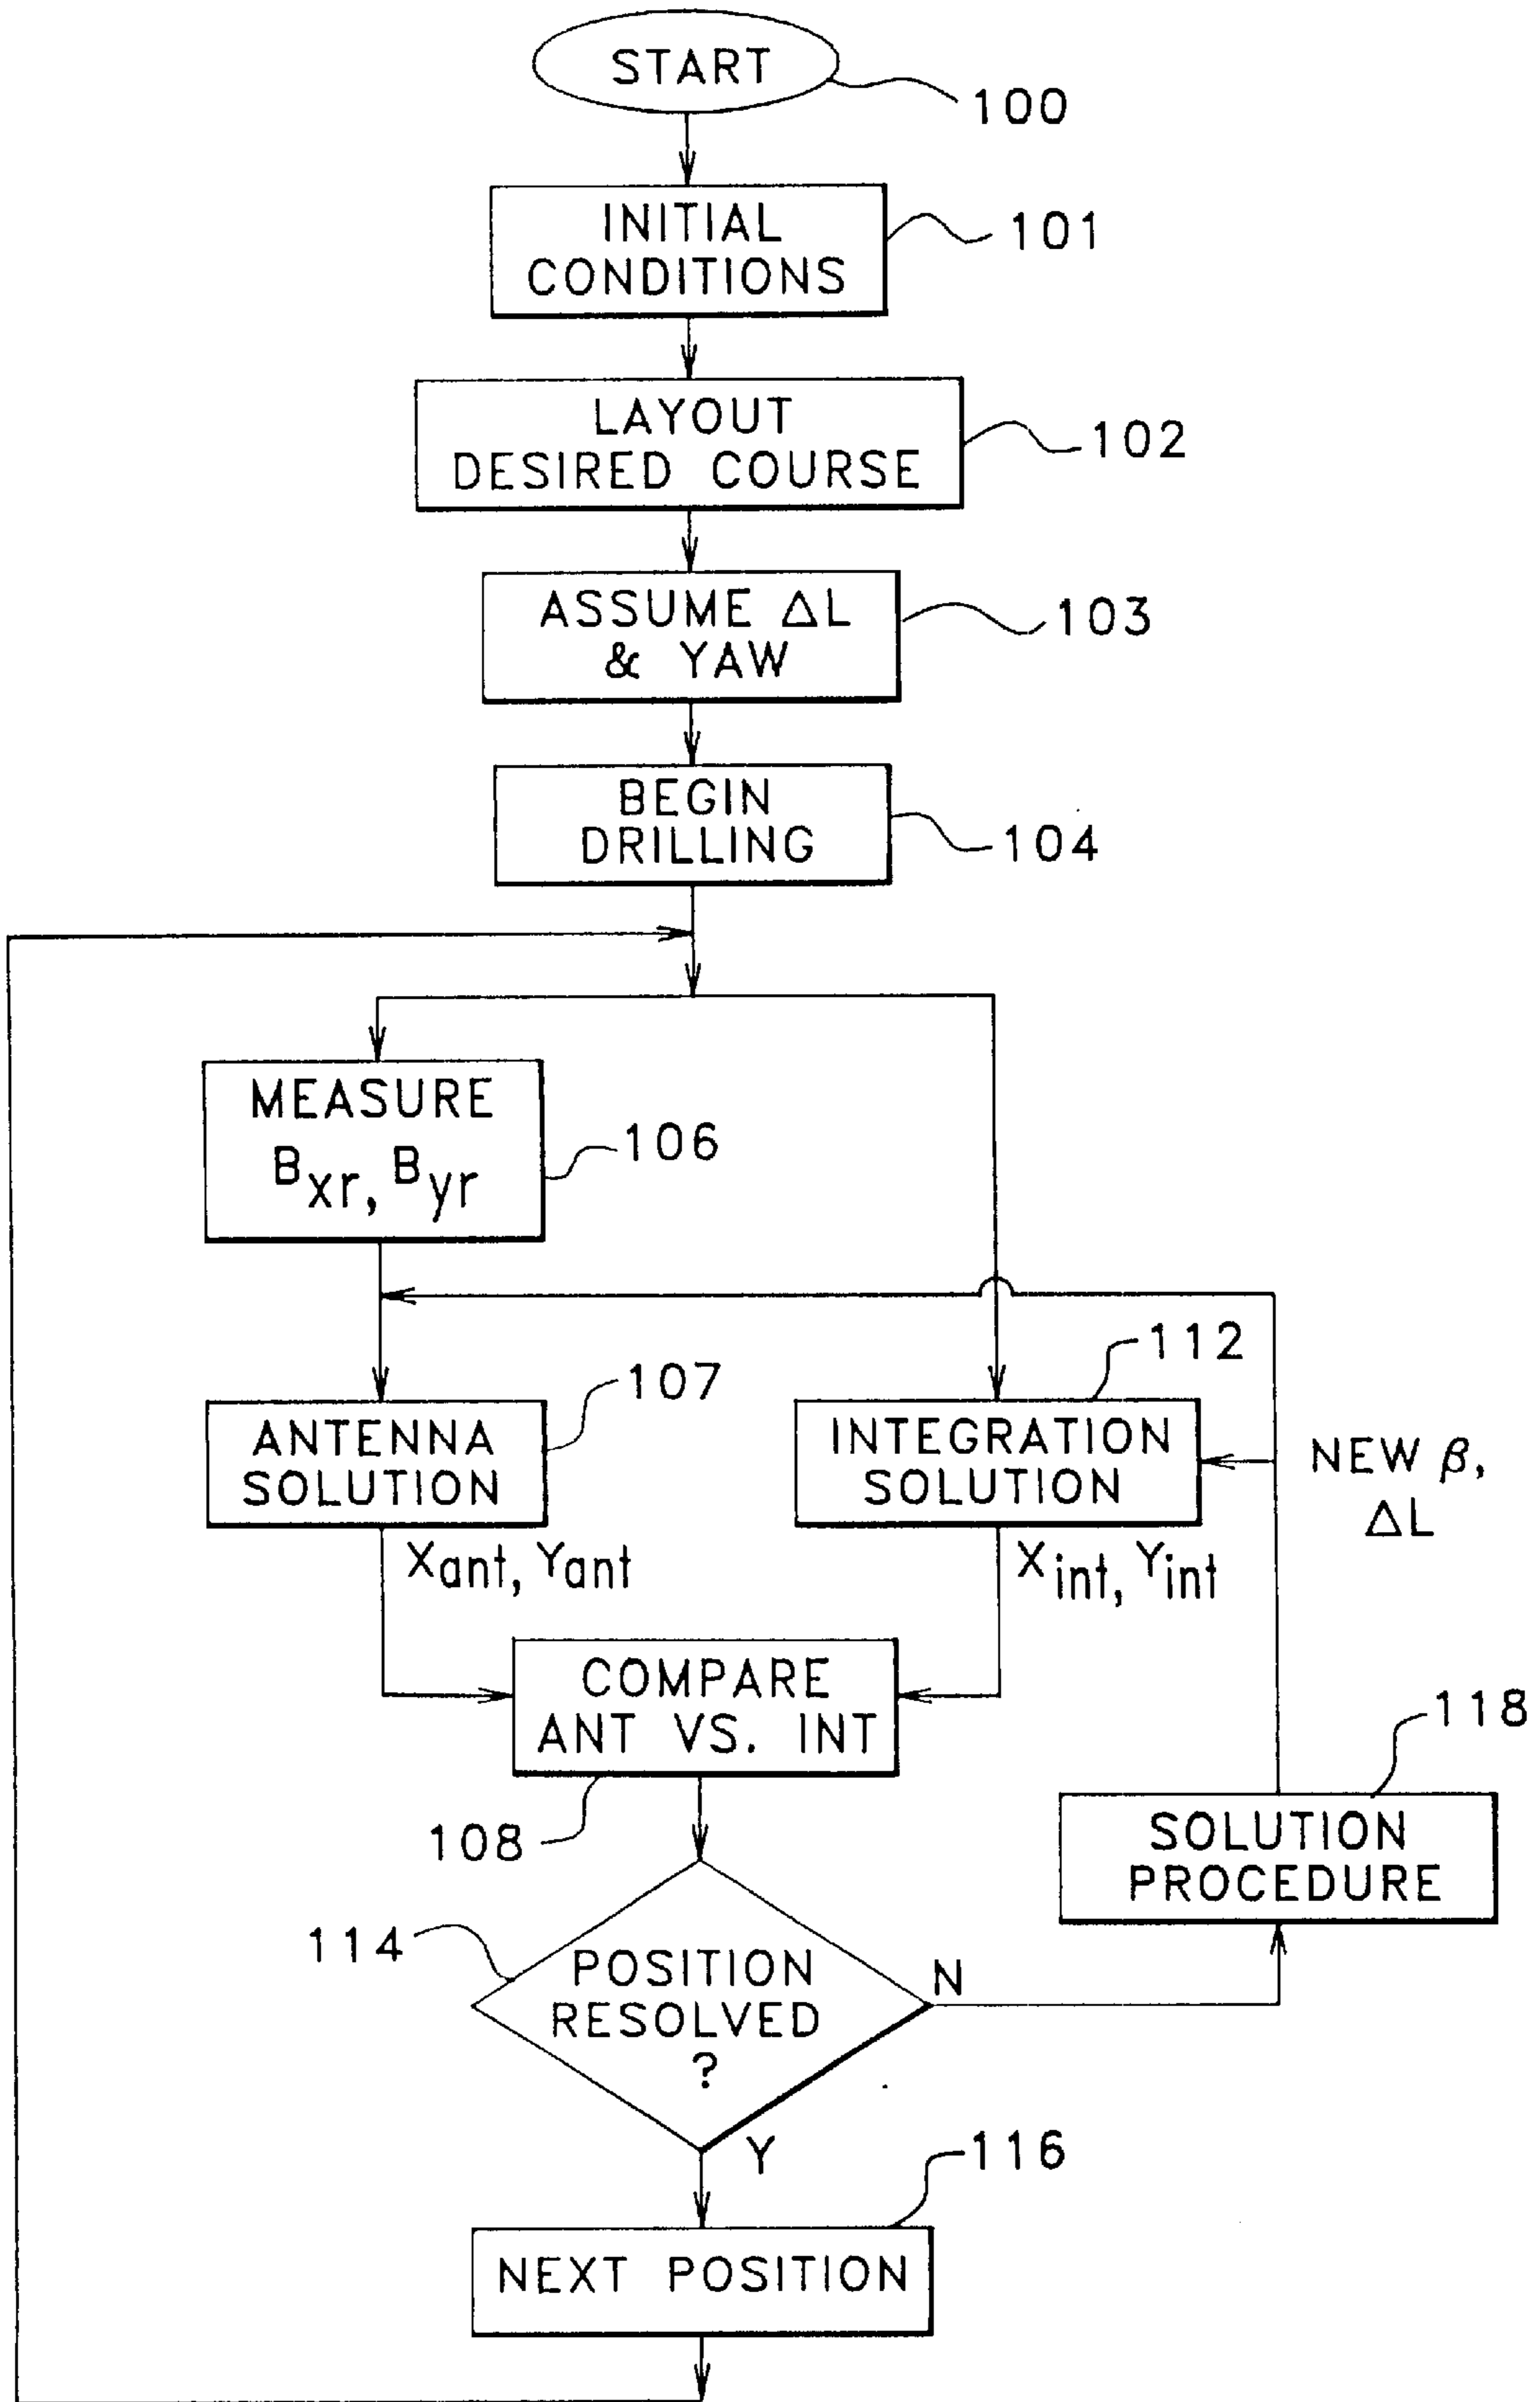 START
100
INITIAL
CONDITIONS
101
LAYOUT
DESIRED COURSE
102
ASSUME ΔL
& YAW
103
BEGIN
DRILLING
104
MEASURE
Bxr, Byr
106
ANTENNA
SOLUTION
107
INTEGRATION
SOLUTION
112
NEW β,
ΔL
Xant, Yant
Xint, Yint
COMPARE
ANT VS. INT
108
SOLUTION
PROCEDURE
118
POSITION
RESOLVED
?
114
N
Y
NEXT POSITION
116